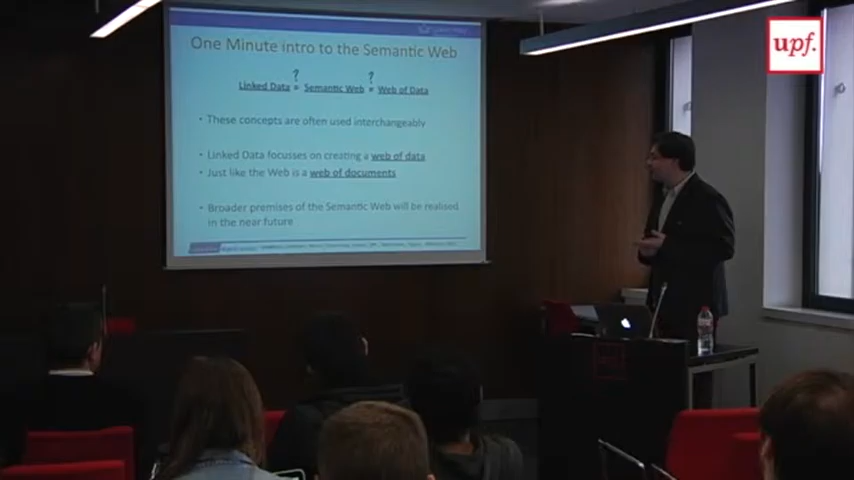 upf.
One Minute intro to the Semantic Web
? ?
Linked Data = Semantic Web = Web of Data
• These concepts are often used interchangeably
• Linked Data focusses on creating a web of data
• Just like the Web is a web of documents
• Broader premises of the Semantic Web will be realised
in the near future